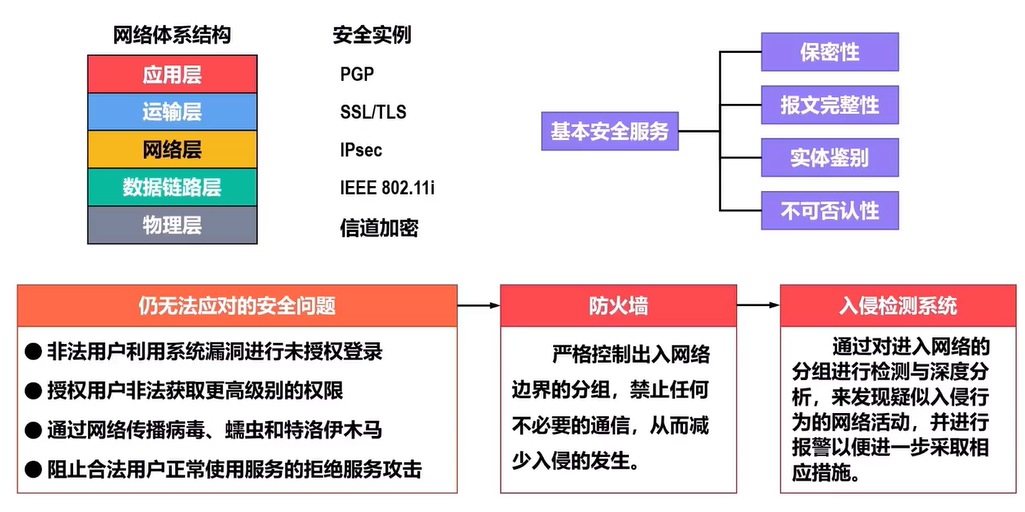 网络体系结构
安全实例
应用层
PGP
运输层
SSL/TLS
网络层
IPsec
数据链路层
IEEE 802.11i
物理层
信道加密
基本安全服务
保密性
报文完整性
实体鉴别
不可否认性
仍无法应对的安全问题
● 非法用户利用系统漏洞进行未授权登录
● 授权用户非法获取更高级别的权限
● 通过网络传播病毒、蠕虫和特洛伊木马
● 阻止合法用户正常使用服务的拒绝服务攻击
防火墙
严格控制出入网络
边界的分组，禁止任何
不必要的通信，从而减
少入侵的发生。
入侵检测系统
通过对进入网络的
分组进行检测与深度分
析，来发现疑似入侵行
为的网络活动，并进行
报警以便进一步采取相
应措施。